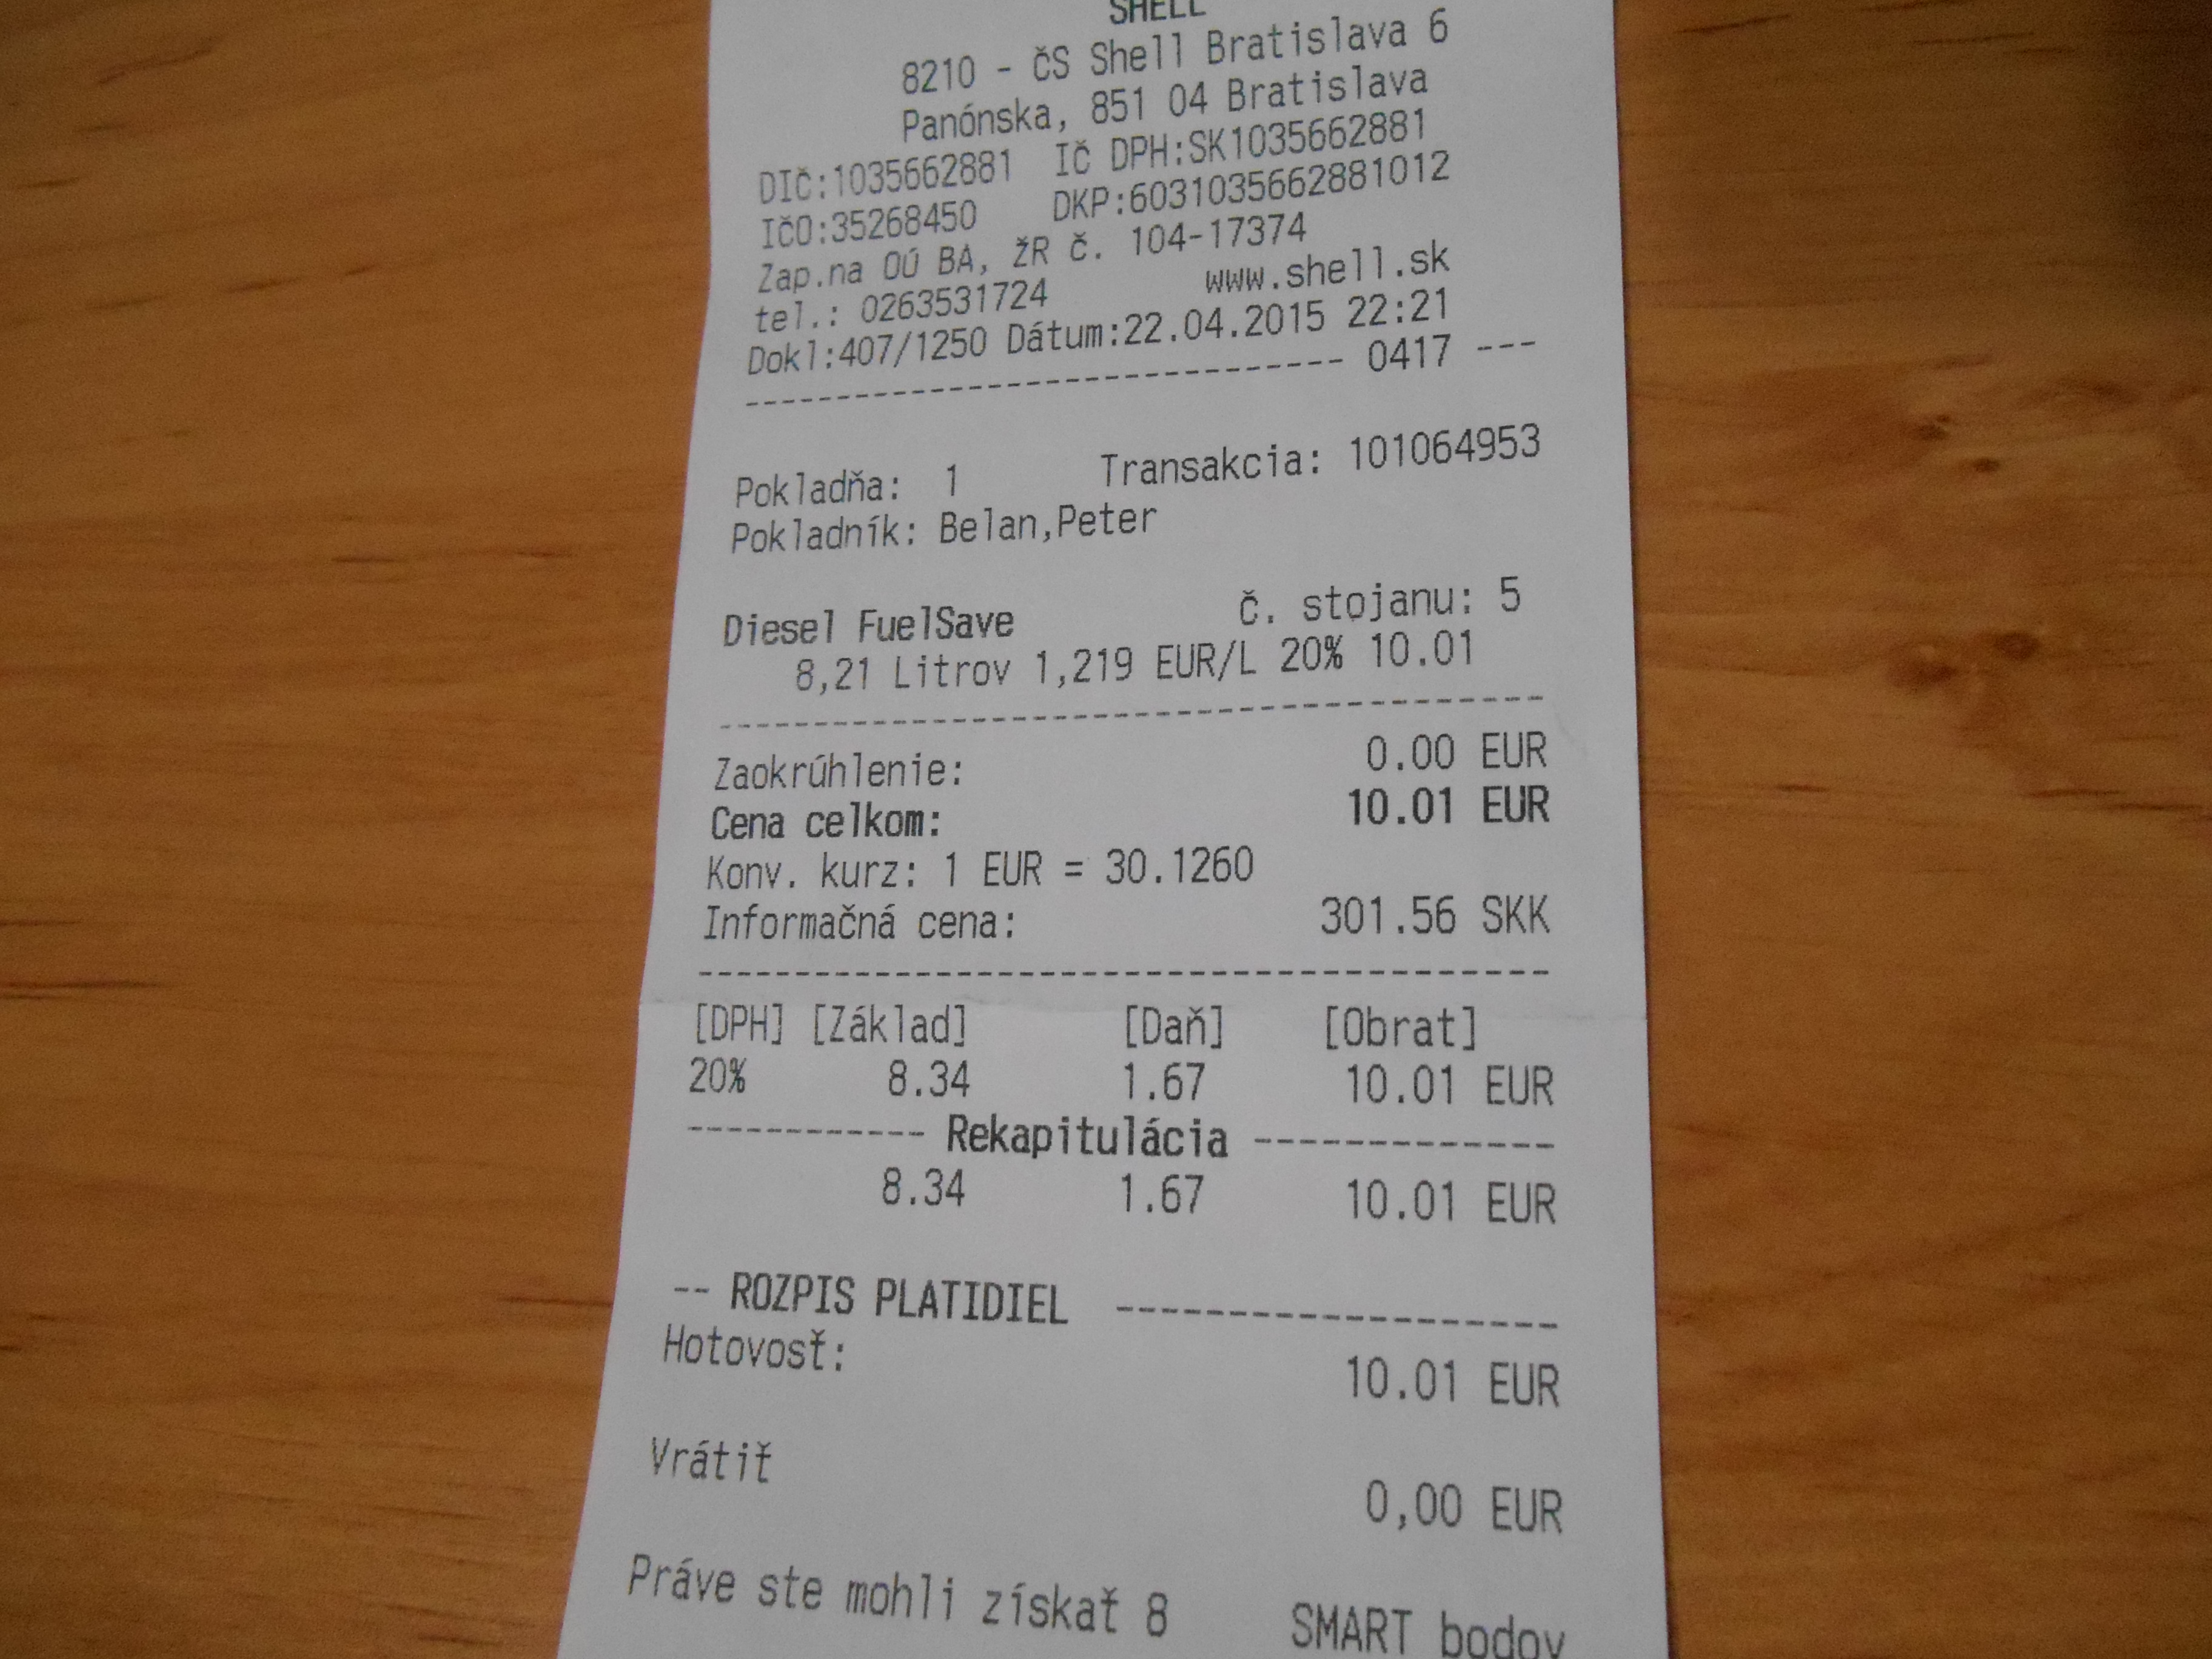 SHELL
8210 - ČS Shell Bratislava 6
Panónska, 851 04 Bratislava
DIČ:1035662881 IČ DPH:SK1035662881
IČO:35268450 DKP:6031035662881012
Zap.na OÚ BA, ŽR č. 104-17374
tel.: 0263531724 www.shell.sk
Dokl:407/1250 Dátum:22.04.2015 22:21
---------------------------- 0417 ---
Pokladňa: 1 Transakcia: 101064953
Pokladník: Belan,Peter
Diesel FuelSave Č. stojanu: 5
8,21 Litrov 1,219 EUR/L 20% 10.01
Zaokrúhlenie: 0.00 EUR
Cena celkom: 10.01 EUR
Konv. kurz: 1 EUR = 30.1260
Informačná cena: 301.56 SKK
[DPH] [Základ] [Daň] [Obrat]
20% 8.34 1.67 10.01 EUR
------------ Rekapitulácia -------------
8.34 1.67 10.01 EUR
-- ROZPIS PLATIDIEL -------------------
Hotovosť: 10.01 EUR
Vrátiť 0,00 EUR
Práve ste mohli získať 8 SMART bodov